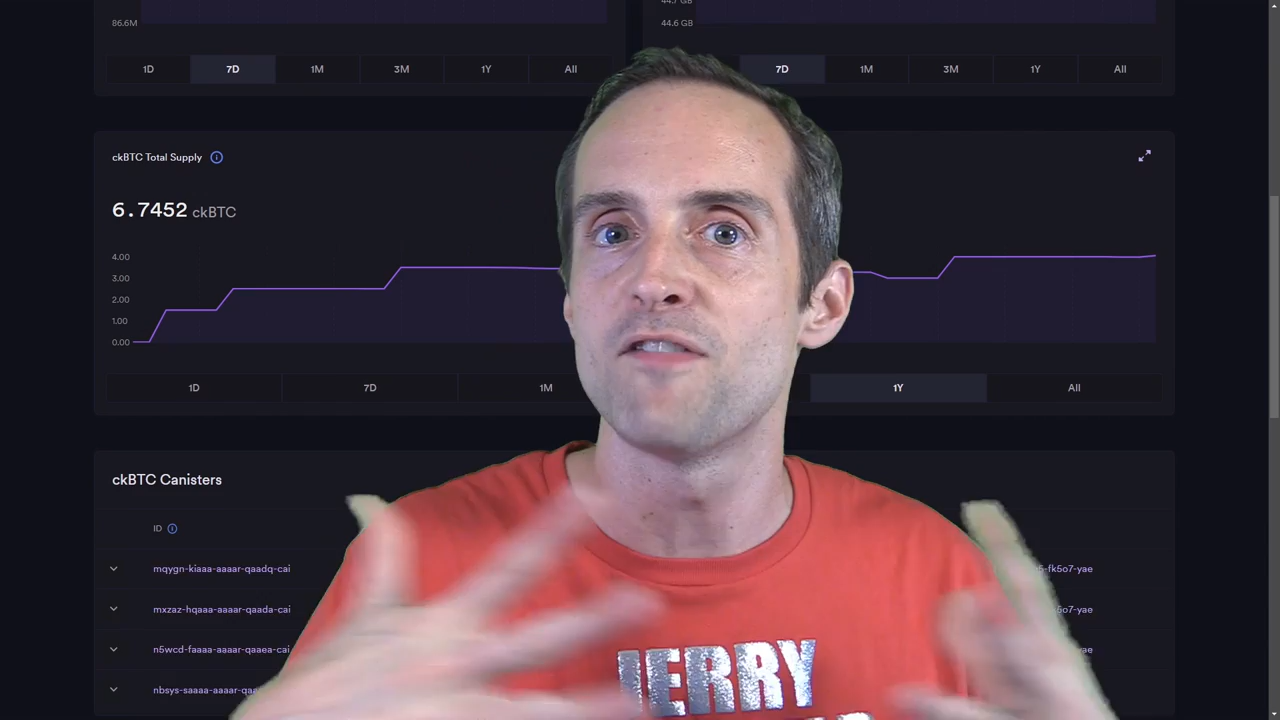 86.6M
44.6 GB
1D 7D 1M 3M 1Y All
7D 1M 3M 1Y All
ckBTC Total Supply
6.7452 ckBTC
4.00
3.00
2.00
1.00
0.00
1D 7D 1M 1Y All
ckBTC Canisters
ID
mqygn-kiaaa-aaaar-qaadq-cai
mxzaz-hqaaa-aaaar-qaada-cai
n5wcd-faaaa-aaaar-qaaea-cai
JERRY